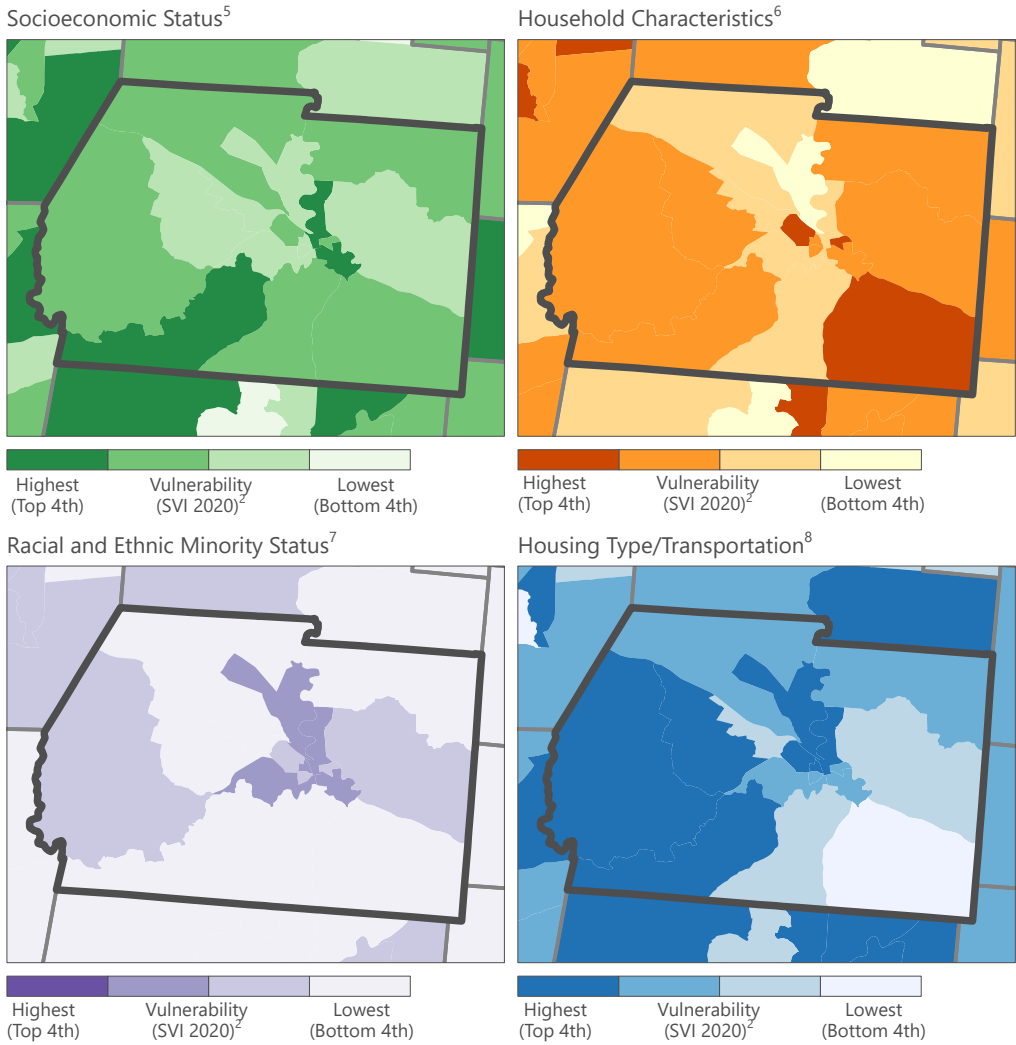 Socioeconomic Status⁵
Household Characteristics⁶
Highest
(Top 4th)
Vulnerability
(SVI 2020)²
Lowest
(Bottom 4th)
Highest
(Top 4th)
Vulnerability
(SVI 2020)²
Lowest
(Bottom 4th)
Racial and Ethnic Minority Status⁷
Housing Type/Transportation⁸
Highest
(Top 4th)
Vulnerability
(SVI 2020)²
Lowest
(Bottom 4th)
Highest
(Top 4th)
Vulnerability
(SVI 2020)²
Lowest
(Bottom 4th)